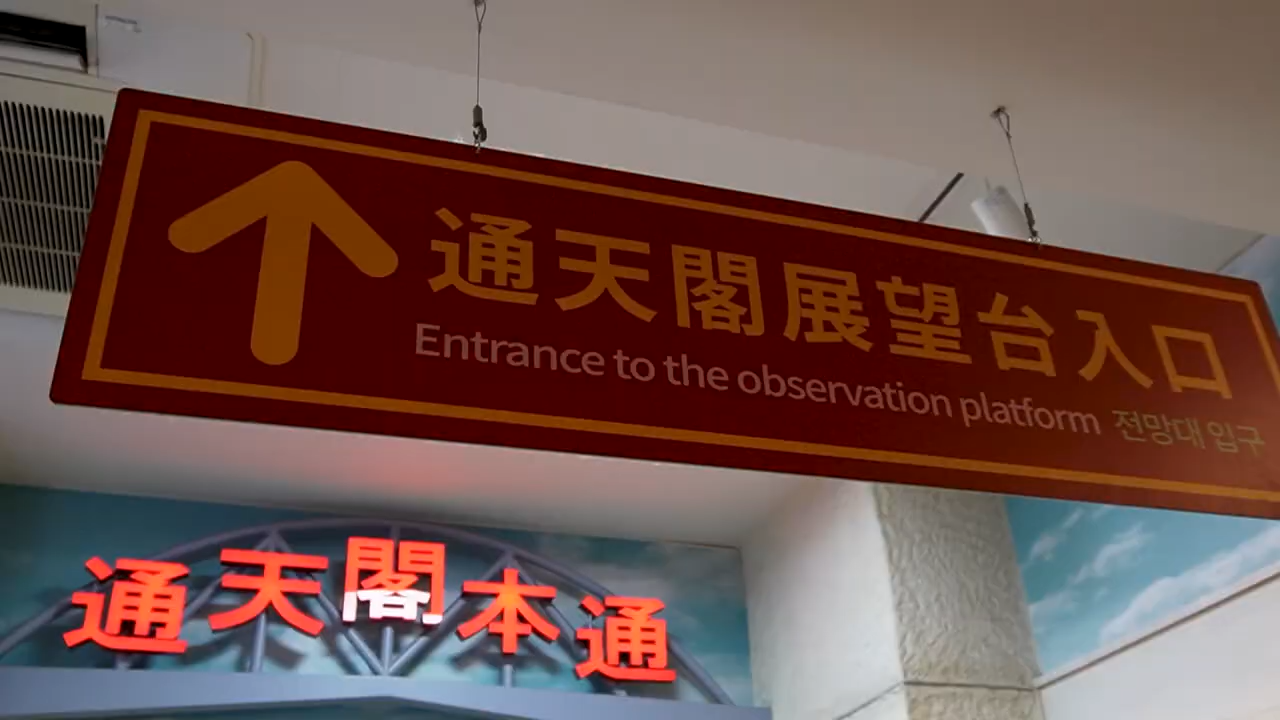 通天閣展望台入口
Entrance to the observation platform 전망대 입구
通天閣本通